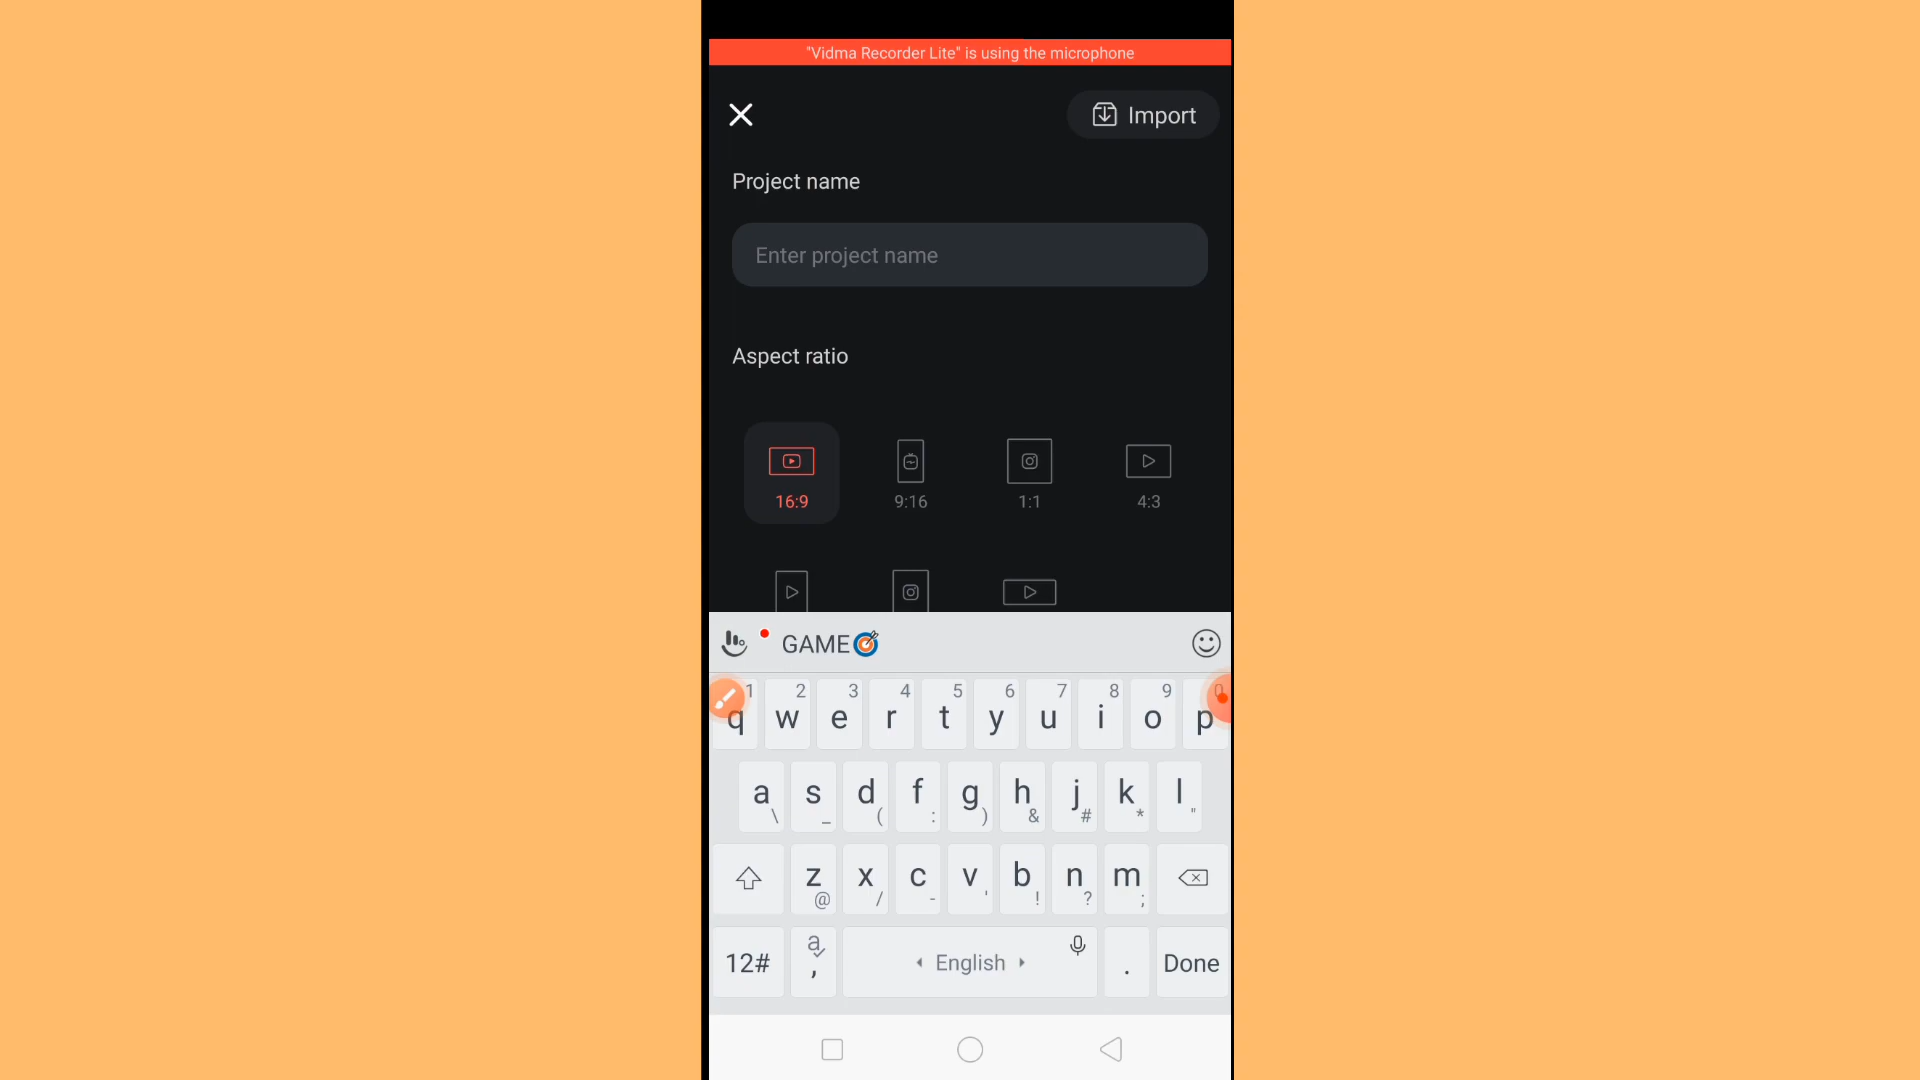 "Vidma Recorder Lite" is using the microphone
Import
Project name
Enter project name
Aspect ratio
16:9 9:16 1:1 4:3
GAME🎯
1 2 3 4 5 6 7 8 9 0
q w e r t y u i o p
a s d f g h j k l
\ _ ( : ) & # * "
z x c v b n m
@ / - ' ! ? ;
12# a , English . Done